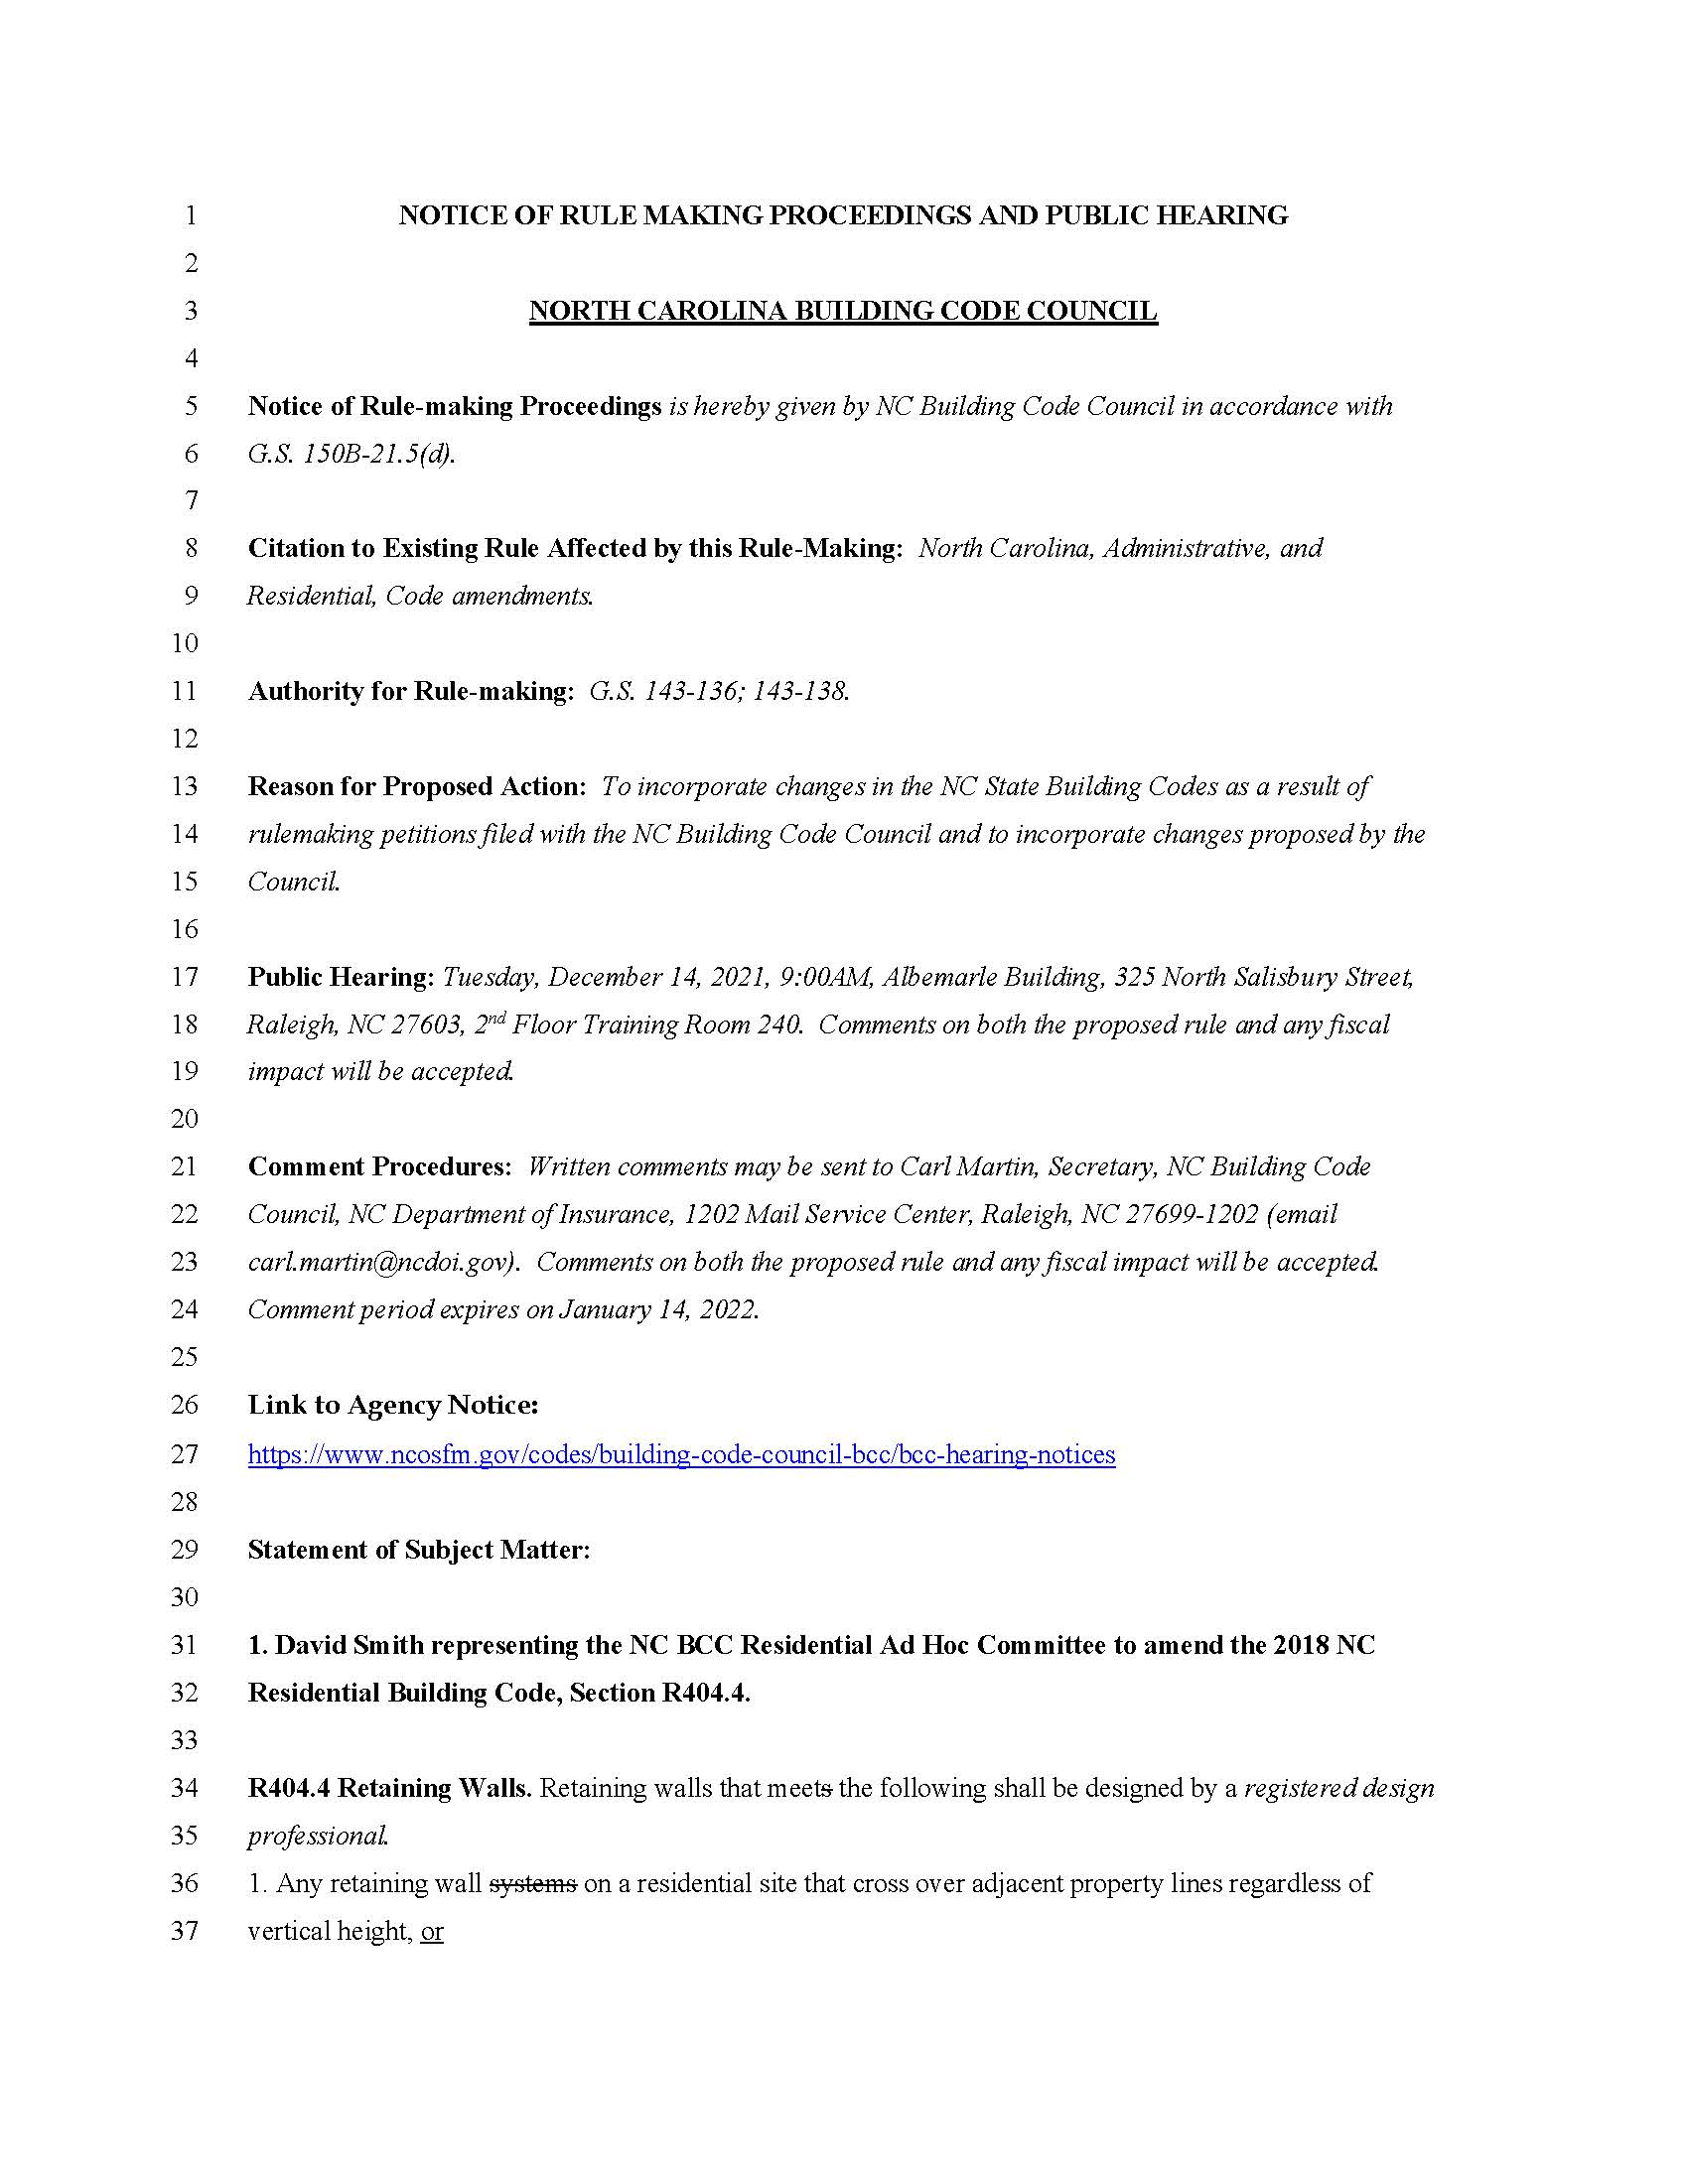 1 NOTICE OF RULE MAKING PROCEEDINGS AND PUBLIC HEARING
2
3 NORTH CAROLINA BUILDING CODE COUNCIL
4
5 Notice of Rule-making Proceedings is hereby given by NC Building Code Council in accordance with
6 G.S. 150B-21.5(d).
7
8 Citation to Existing Rule Affected by this Rule-Making: North Carolina, Administrative, and
9 Residential, Code amendments.
10
11 Authority for Rule-making: G.S. 143-136; 143-138.
12
13 Reason for Proposed Action: To incorporate changes in the NC State Building Codes as a result of
14 rulemaking petitions filed with the NC Building Code Council and to incorporate changes proposed by the
15 Council.
16
17 Public Hearing: Tuesday, December 14, 2021, 9:00AM, Albemarle Building, 325 North Salisbury Street,
18 Raleigh, NC 27603, 2nd Floor Training Room 240. Comments on both the proposed rule and any fiscal
19 impact will be accepted.
20
21 Comment Procedures: Written comments may be sent to Carl Martin, Secretary, NC Building Code
22 Council, NC Department of Insurance, 1202 Mail Service Center, Raleigh, NC 27699-1202 (email
23 carl.martin@ncdoi.gov). Comments on both the proposed rule and any fiscal impact will be accepted.
24 Comment period expires on January 14, 2022.
25
26 Link to Agency Notice:
27 https://www.ncosfm.gov/codes/building-code-council-bcc/bcc-hearing-notices
28
29 Statement of Subject Matter:
30
31 1. David Smith representing the NC BCC Residential Ad Hoc Committee to amend the 2018 NC
32 Residential Building Code, Section R404.4.
33
34 R404.4 Retaining Walls. Retaining walls that meets the following shall be designed by a registered design
35 professional.
36 1. Any retaining wall systems on a residential site that cross over adjacent property lines regardless of
37 vertical height, or